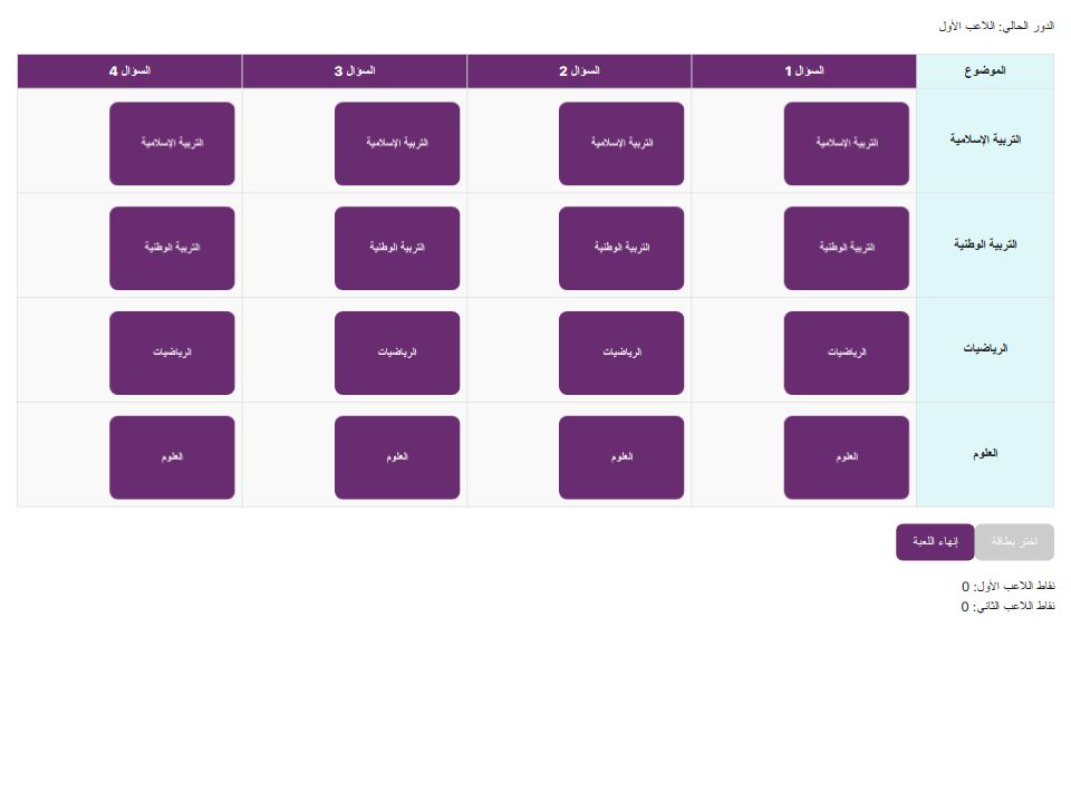 الدور الحالي: اللاعب الأول
الموضوع السؤال 1 السؤال 2 السؤال 3 السؤال 4
التربية الإسلامية التربية الإسلامية التربية الإسلامية التربية الإسلامية التربية الإسلامية
التربية الوطنية التربية الوطنية التربية الوطنية التربية الوطنية التربية الوطنية
الرياضيات الرياضيات الرياضيات الرياضيات الرياضيات
العلوم العلوم العلوم العلوم العلوم
اختر بطاقة إنهاء اللعبة
نقاط اللاعب الأول: 0
نقاط اللاعب الثاني: 0